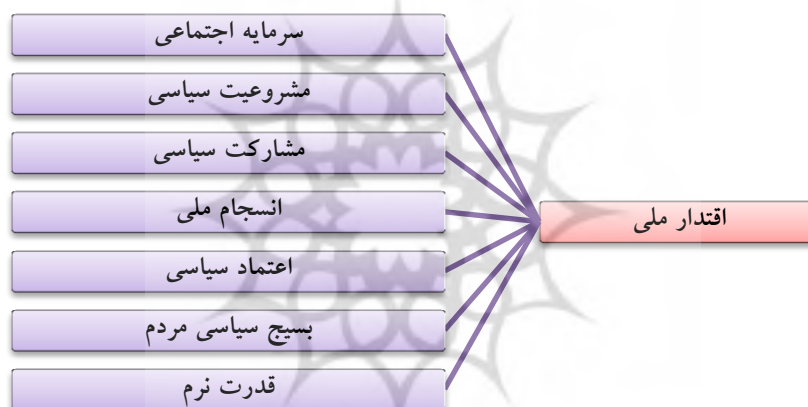 اقتدار ملی
سرمایه اجتماعی
مشروعیت سیاسی
مشارکت سیاسی
انسجام ملی
اعتماد سیاسی
بسیج سیاسی مردم
قدرت نرم